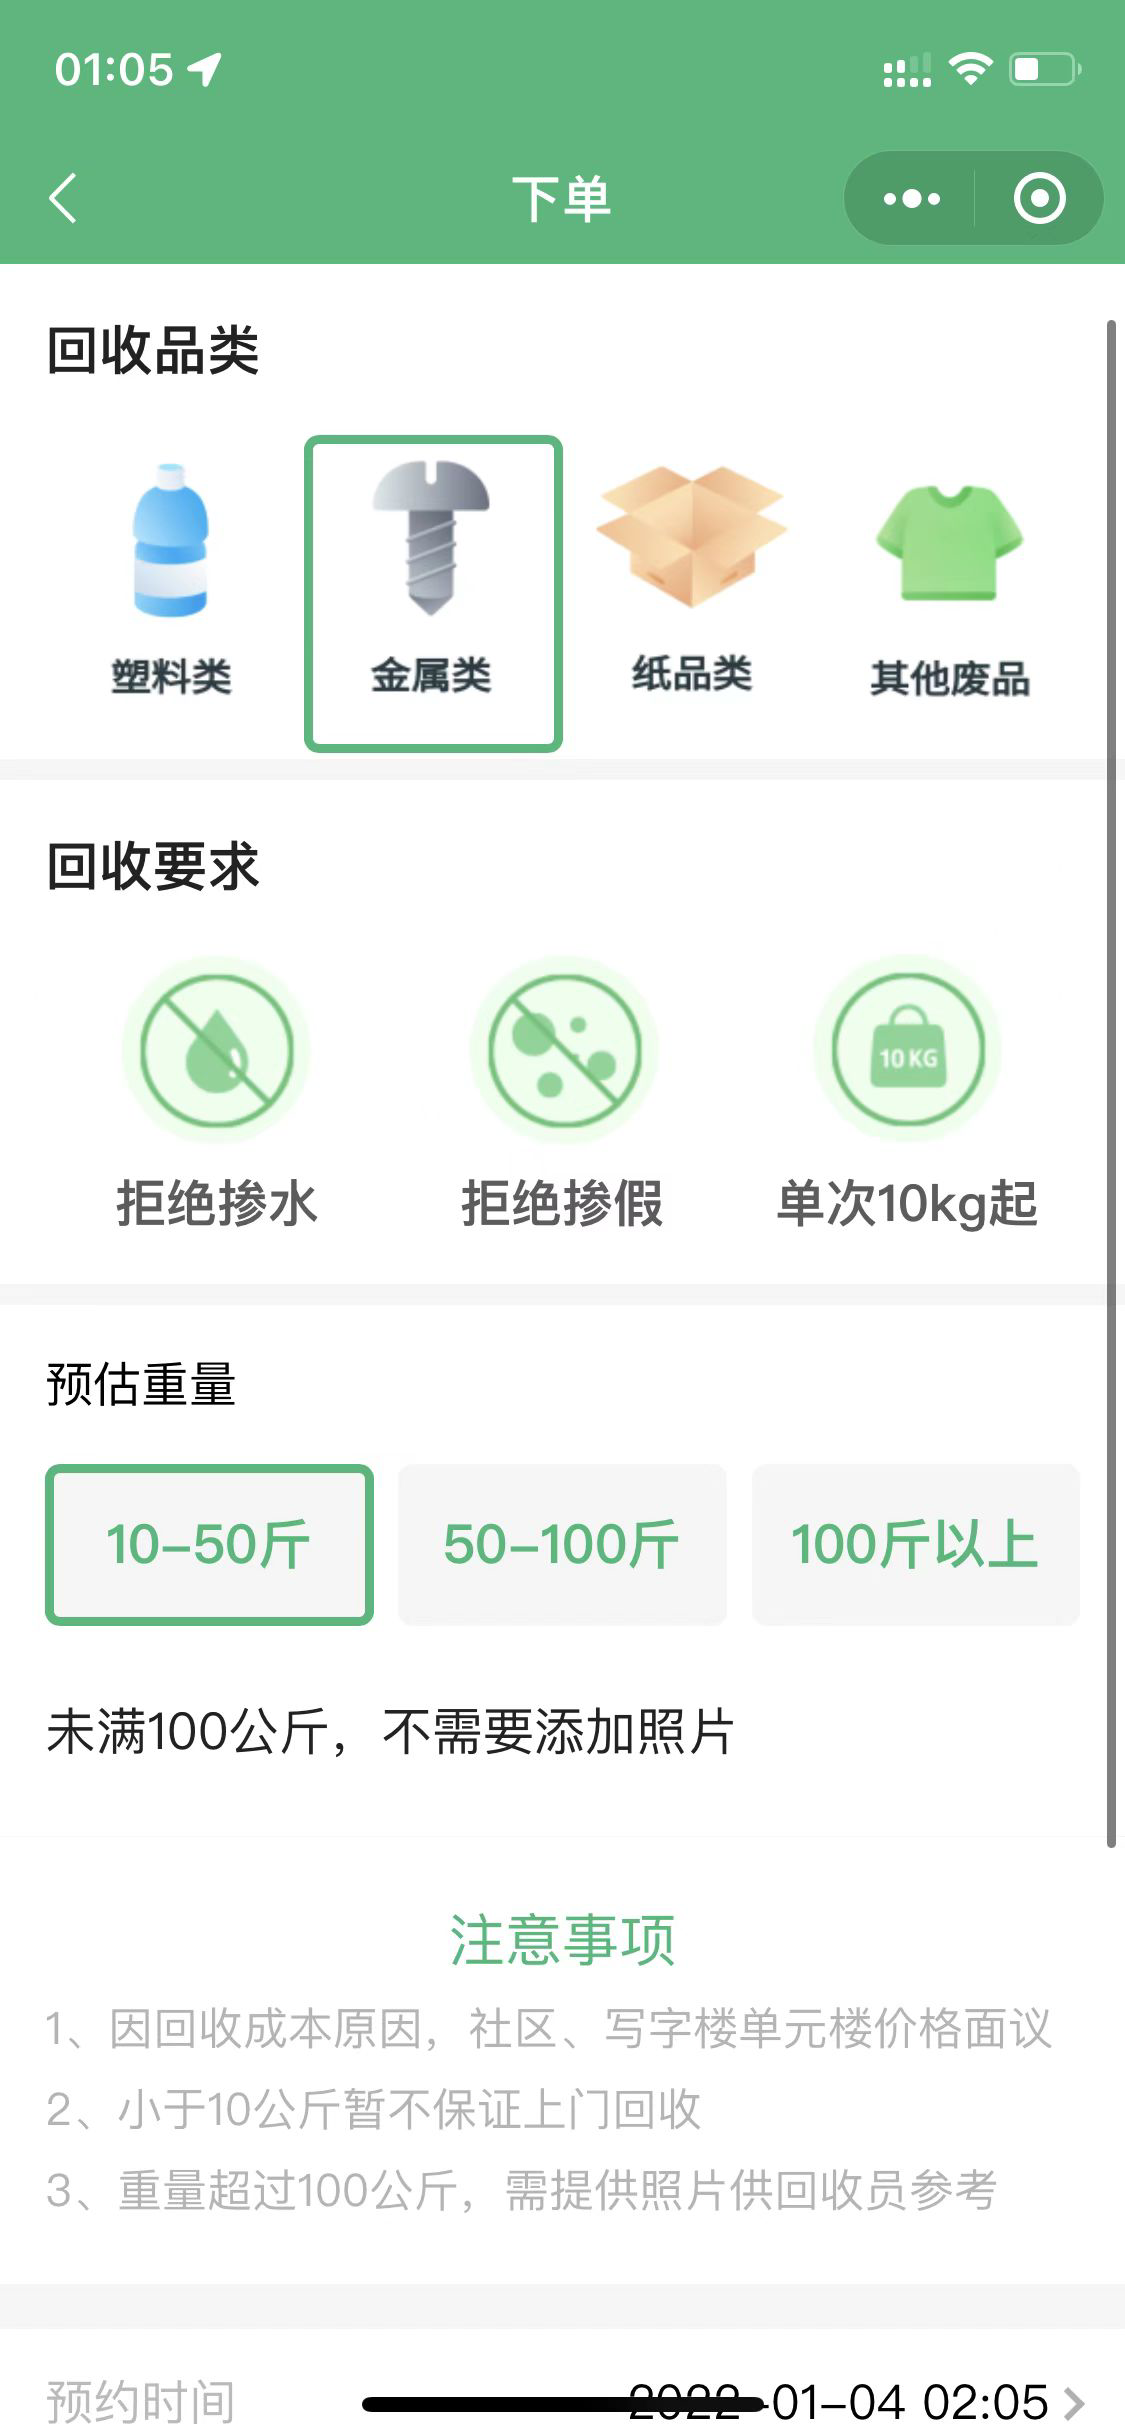 01:05
下单
回收品类
塑料类
金属类
纸品类
其他废品
回收要求
10 KG
拒绝掺水
拒绝掺假
单次10kg起
预估重量
10-50斤
50-100斤
100斤以上
未满100公斤，不需要添加照片
注意事项
1、因回收成本原因，社区、写字楼单元楼价格面议
2、小于10公斤暂不保证上门回收
3、重量超过100公斤，需提供照片供回收员参考
预约时间
2022-01-04 02:05